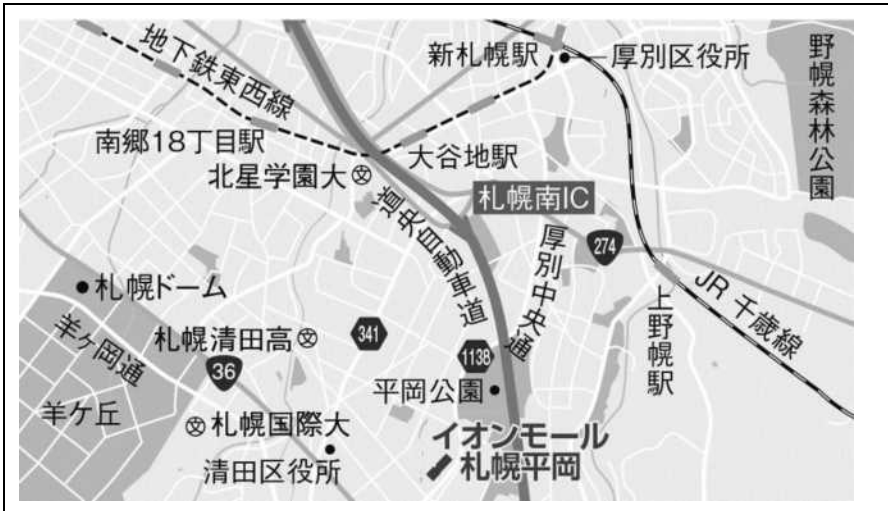 地下鉄東西線
新札幌駅
厚別区役所
野幌森林公園
南郷18丁目駅
大谷地駅
北星学園大
札幌南IC
道央自動車道
厚別中央通
274
上野幌駅
JR 千歳線
札幌ドーム
羊ヶ岡通
札幌清田高
341
36
1138
平岡公園
羊ケ丘
札幌国際大
清田区役所
イオンモール
札幌平岡